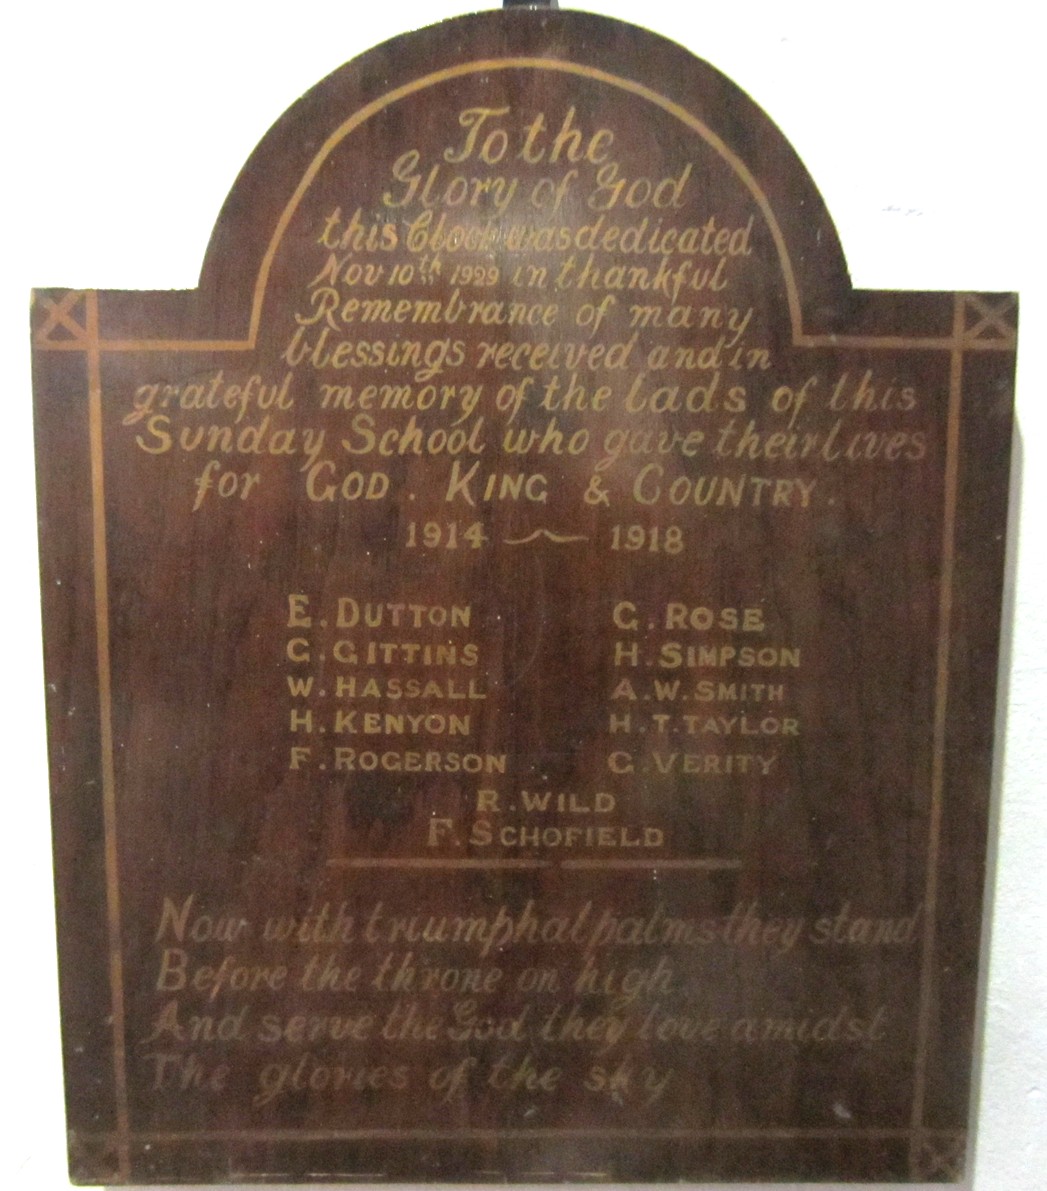 To the
Glory of God
this Clock was dedicated
Nov 10th 1929 in thankful
Remembrance of many
blessings received and in
grateful memory of the Lads of this
Sunday School who gave their lives
for GOD. KING & COUNTRY.
1914 — 1918
E. DUTTON G. ROSE
G. GITTINS H. SIMPSON
W. HASSALL A. W. SMITH
H. KENYON H. T. TAYLOR
F. ROGERSON G. VERITY
R. WILD
F. SCHOFIELD
Now with triumphal palms they stand
Before the throne on high
And serve the God they love amidst
The glories of the sky